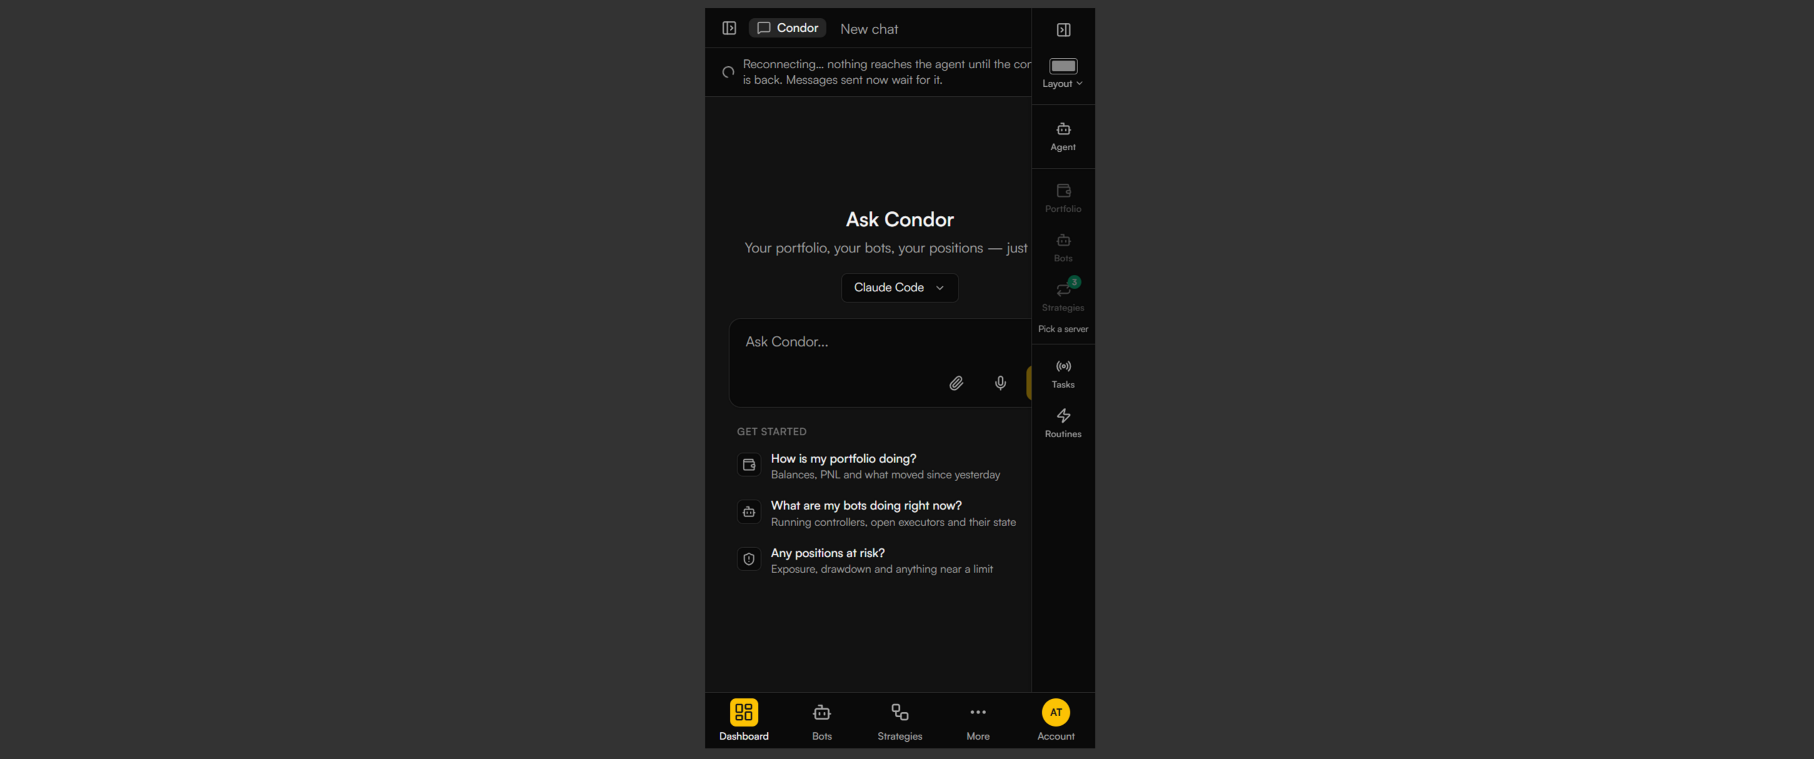 Condor
New chat
Reconnecting... nothing reaches the agent until the con
is back. Messages sent now wait for it.
Layout
Agent
Portfolio
Bots
3
Strategies
Pick a server
Tasks
Routines
Ask Condor
Your portfolio, your bots, your positions — just
Claude Code
Ask Condor...
GET STARTED
How is my portfolio doing?
Balances, PNL and what moved since yesterday
What are my bots doing right now?
Running controllers, open executors and their state
Any positions at risk?
Exposure, drawdown and anything near a limit
Dashboard
Bots
Strategies
More
AT
Account